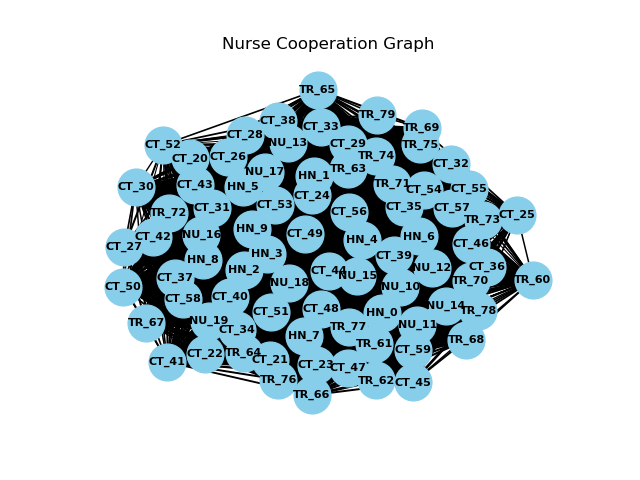 Nurse Cooperation Graph
TR_65
TR_79
CT_38
CT_33
TR_69
CT_28
NU_13
CT_29
TR_75
CT_52
CT_20
CT_26
TR_74
CT_32
NU_17
TR_63
HN_1
CT_30
CT_43
HN_5
TR_71
CT_54
CT_55
CT_24
TR_72
CT_31
CT_53
CT_56
CT_35
CT_57
CT_25
TR_73
CT_42
NU_16
HN_9
CT_49
HN_4
HN_6
CT_27
CT_46
HN_8
HN_3
CT_39
HN_2
CT_44
NU_15
NU_12
CT_36
CT_50
CT_37
NU_18
NU_10
TR_70
TR_60
CT_58
CT_40
CT_48
HN_0
NU_14
TR_78
TR_67
NU_19
CT_51
CT_34
TR_77
NU_11
HN_7
TR_61
TR_68
CT_41
CT_22
TR_64
CT_21
CT_23
CT_47
CT_59
TR_76
TR_62
CT_45
TR_66